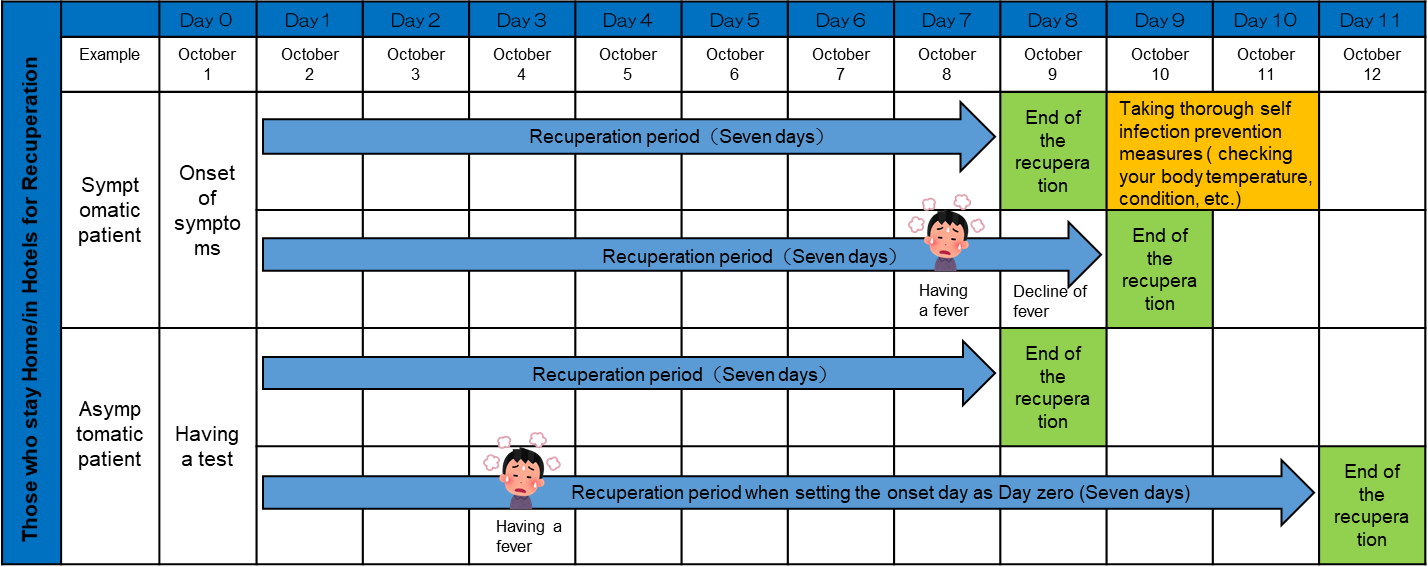 Those who stay Home/in Hotels for Recuperation
Day 0 Day 1 Day 2 Day 3 Day 4 Day 5 Day 6 Day 7 Day 8 Day 9 Day 10 Day 11
Example
October
1
October
2
October
3
October
4
October
5
October
6
October
7
October
8
October
9
October
10
October
11
October
12
Sympt
omatic
patient
Onset
of
sympto
ms
Recuperation period（Seven days）
End of
the
recupera
tion
Taking thorough self
infection prevention
measures ( checking
your body temperature,
condition, etc.)
Recuperation period（Seven days）
Having
a fever
Decline of
fever
End of
the
recupera
tion
Asymp
tomatic
patient
Having
a test
Recuperation period（Seven days）
End of
the
recupera
tion
Recuperation period when setting the onset day as Day zero (Seven days)
Having a
fever
End of
the
recupera
tion